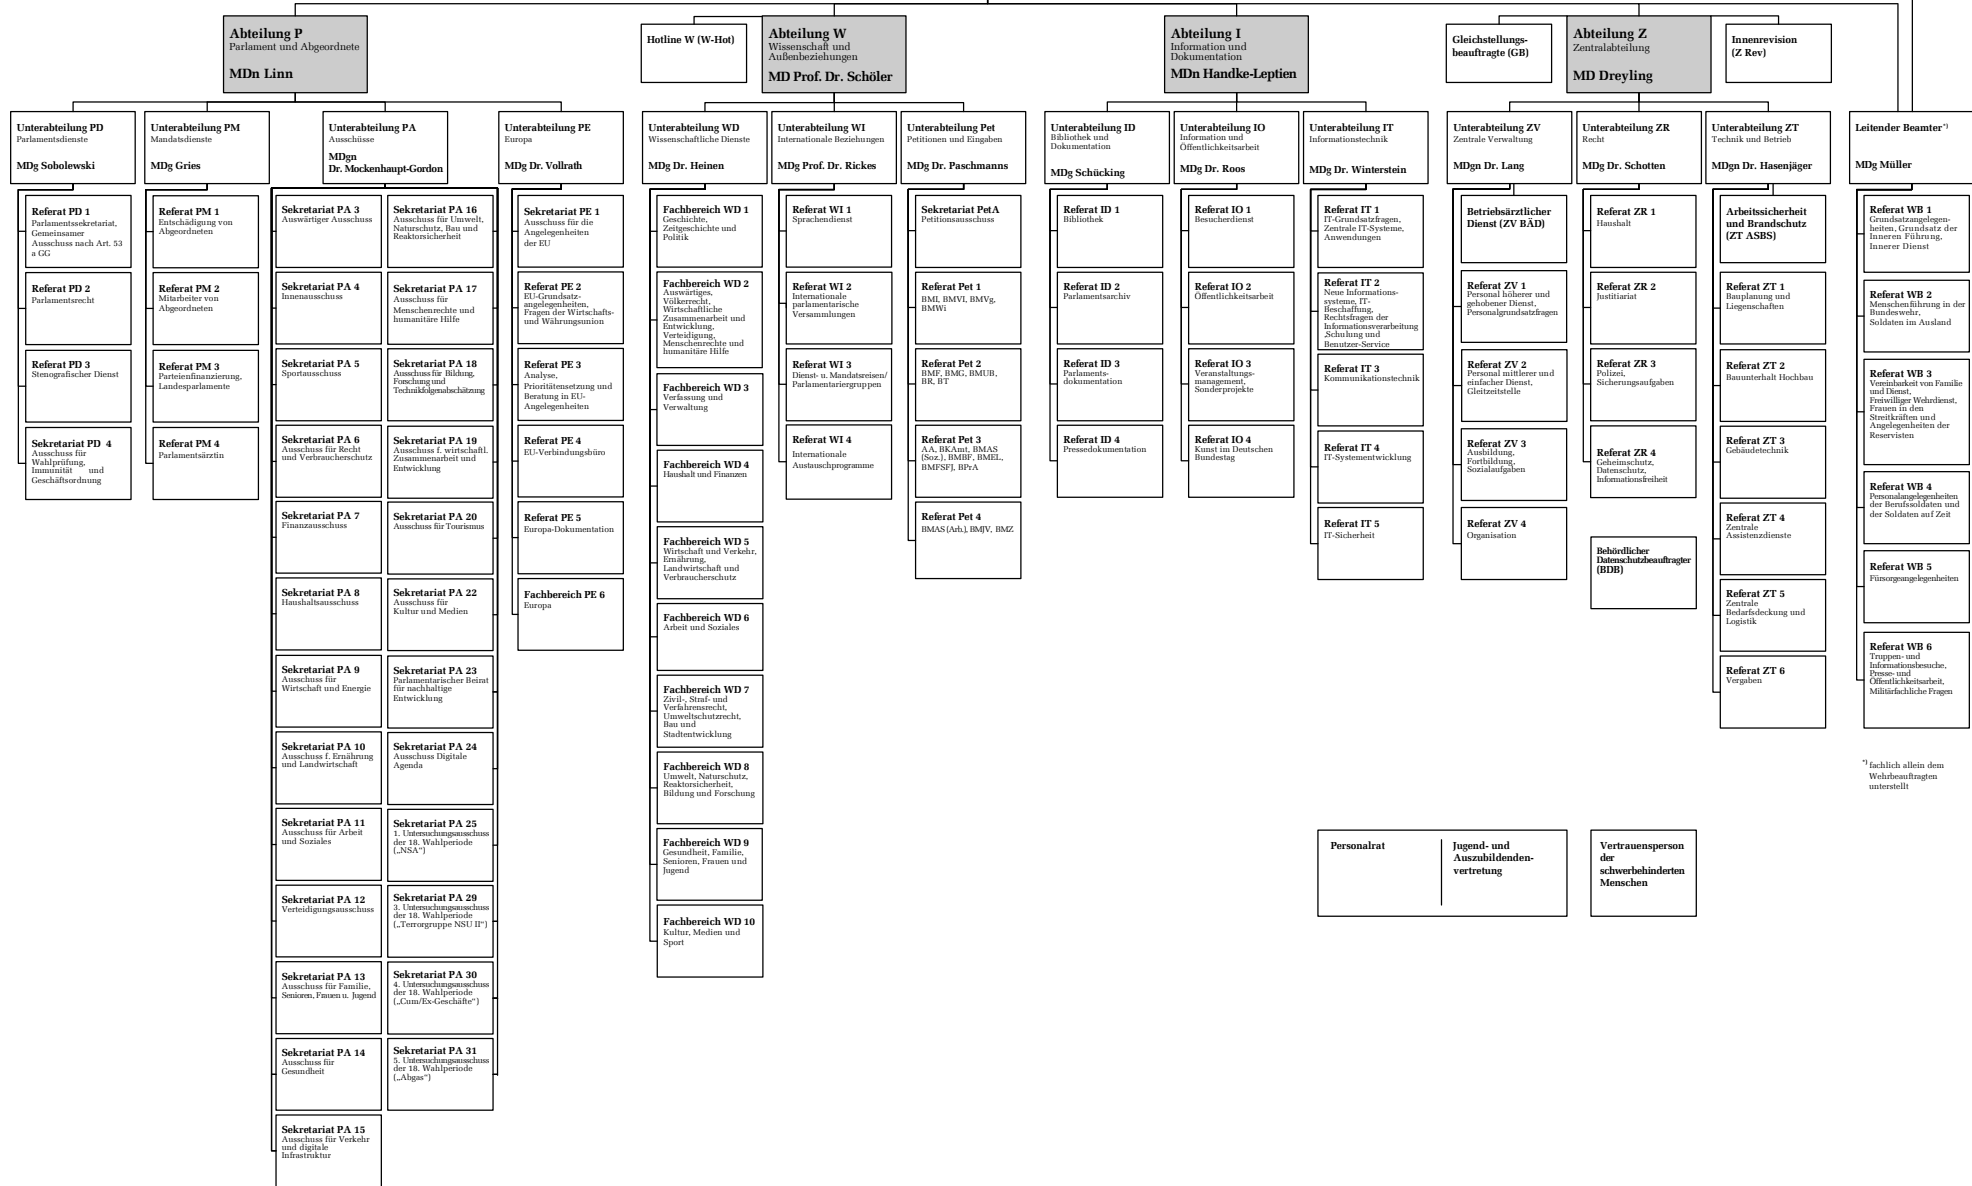 Abteilung P
Parlament und Abgeordnete
MDn Linn
Hotline W (W-Hot)
Abteilung W
Wissenschaft und
Außenbeziehungen
MD Prof. Dr. Schöler
Abteilung I
Information und
Dokumentation
MDn Handke-Leptien
Gleichstellungs-
beauftragte (GB)
Abteilung Z
Zentralabteilung
MD Dreyling
Innenrevision
(Z Rev)
Unterabteilung PD
Parlamentsdienste
MDg Sobolewski
Unterabteilung PM
Mandatsdienste
MDg Gries
Unterabteilung PA
Ausschüsse
MDgn
Dr. Mockenhaupt-Gordon
Unterabteilung PE
Europa
MDg Dr. Vollrath
Unterabteilung WD
Wissenschaftliche Dienste
MDg Dr. Heinen
Unterabteilung WI
Internationale Beziehungen
MDg Prof. Dr. Rickes
Unterabteilung Pet
Petitionen und Eingaben
MDg Dr. Paschmanns
Unterabteilung ID
Bibliothek und
Dokumentation
MDg Schücking
Unterabteilung IO
Information und
Öffentlichkeitsarbeit
MDg Dr. Roos
Unterabteilung IT
Informationstechnik
MDg Dr. Winterstein
Unterabteilung ZV
Zentrale Verwaltung
MDgn Dr. Lang
Unterabteilung ZR
Recht
MDg Dr. Schotten
Unterabteilung ZT
Technik und Betrieb
MDgn Dr. Hasenjäger
Leitender Beamter*)
MDg Müller
Referat PD 1
Parlamentssekretariat,
Gemeinsamer
Ausschuss nach Art. 53
a GG
Referat PD 2
Parlamentsrecht
Referat PD 3
Stenografischer Dienst
Sekretariat PD 4
Ausschuss für
Wahlprüfung,
Immunität und
Geschäftsordnung
Referat PM 1
Entschädigung von
Abgeordneten
Referat PM 2
Mitarbeiter von
Abgeordneten
Referat PM 3
Parteienfinanzierung,
Landesparlamente
Referat PM 4
Parlamentsärztin
Sekretariat PA 3
Auswärtiger Ausschuss
Sekretariat PA 4
Innenausschuss
Sekretariat PA 5
Sportausschuss
Sekretariat PA 6
Ausschuss für Recht
und Verbraucherschutz
Sekretariat PA 7
Finanzausschuss
Sekretariat PA 8
Haushaltsausschuss
Sekretariat PA 9
Ausschuss für
Wirtschaft und Energie
Sekretariat PA 10
Ausschuss f. Ernährung
und Landwirtschaft
Sekretariat PA 11
Ausschuss für Arbeit
und Soziales
Sekretariat PA 12
Verteidigungsausschuss
Sekretariat PA 13
Ausschuss für Familie,
Senioren, Frauen u. Jugend
Sekretariat PA 14
Ausschuss für
Gesundheit
Sekretariat PA 15
Ausschuss für Verkehr
und digitale
Infrastruktur
Sekretariat PA 16
Ausschuss für Umwelt,
Naturschutz, Bau und
Reaktorsicherheit
Sekretariat PA 17
Ausschuss für
Menschenrechte und
humanitäre Hilfe
Sekretariat PA 18
Ausschuss für Bildung,
Forschung und
Technikfolgenabschätzung
Sekretariat PA 19
Ausschuss f. wirtschaftl.
Zusammenarbeit und
Entwicklung
Sekretariat PA 20
Ausschuss für Tourismus
Sekretariat PA 22
Ausschuss für
Kultur und Medien
Sekretariat PA 23
Parlamentarischer Beirat
für nachhaltige
Entwicklung
Sekretariat PA 24
Ausschuss Digitale
Agenda
Sekretariat PA 25
1. Untersuchungsausschuss
der 18. Wahlperiode
(„NSA“)
Sekretariat PA 29
3. Untersuchungsausschuss
der 18. Wahlperiode
(„Terrorgruppe NSU II“)
Sekretariat PA 30
4. Untersuchungsausschuss
der 18. Wahlperiode
(„Cum/Ex-Geschäfte“)
Sekretariat PA 31
5. Untersuchungsausschuss
der 18. Wahlperiode
(„Abgas“)
Sekretariat PE 1
Ausschuss für die
Angelegenheiten
der EU
Referat PE 2
EU-Grundsatz-
angelegenheiten,
Fragen der Wirtschafts-
und Währungsunion
Referat PE 3
Analyse,
Prioritätensetzung und
Beratung in EU-
Angelegenheiten
Referat PE 4
EU-Verbindungsbüro
Referat PE 5
Europa-Dokumentation
Fachbereich PE 6
Europa
Fachbereich WD 1
Geschichte,
Zeitgeschichte und
Politik
Fachbereich WD 2
Auswärtiges,
Völkerrecht,
Wirtschaftliche
Zusammenarbeit und
Entwicklung,
Verteidigung,
Menschenrechte und
humanitäre Hilfe
Fachbereich WD 3
Verfassung und
Verwaltung
Fachbereich WD 4
Haushalt und Finanzen
Fachbereich WD 5
Wirtschaft und Verkehr,
Ernährung,
Landwirtschaft und
Verbraucherschutz
Fachbereich WD 6
Arbeit und Soziales
Fachbereich WD 7
Zivil-, Straf- und
Verfahrensrecht,
Umweltschutzrecht,
Bau und
Stadtentwicklung
Fachbereich WD 8
Umwelt, Naturschutz,
Reaktorsicherheit,
Bildung und Forschung
Fachbereich WD 9
Gesundheit, Familie,
Senioren, Frauen und
Jugend
Fachbereich WD 10
Kultur, Medien und
Sport
Referat WI 1
Sprachendienst
Referat WI 2
Internationale
parlamentarische
Versammlungen
Referat WI 3
Dienst- u. Mandatsreisen/
Parlamentariergruppen
Referat WI 4
Internationale
Austauschprogramme
Sekretariat PetA
Petitionsausschuss
Referat Pet 1
BMI, BMVI, BMVg,
BMWi
Referat Pet 2
BMF, BMG, BMUB,
BR, BT
Referat Pet 3
AA, BKAmt, BMAS
(Soz.), BMBF, BMEL,
BMFSFJ, BPrA
Referat Pet 4
BMAS (Arb.), BMJV, BMZ
Referat ID 1
Bibliothek
Referat ID 2
Parlamentsarchiv
Referat ID 3
Parlaments-
dokumentation
Referat ID 4
Pressedokumentation
Referat IO 1
Besucherdienst
Referat IO 2
Öffentlichkeitsarbeit
Referat IO 3
Veranstaltungs-
management,
Sonderprojekte
Referat IO 4
Kunst im Deutschen
Bundestag
Referat IT 1
IT-Grundsatzfragen,
Zentrale IT-Systeme,
Anwendungen
Referat IT 2
Neue Informations-
systeme, IT-
Beschaffung,
Rechtsfragen der
Informationsverarbeitung
,Schulung und
Benutzer-Service
Referat IT 3
Kommunikationstechnik
Referat IT 4
IT-Systementwicklung
Referat IT 5
IT-Sicherheit
Betriebsärztlicher
Dienst (ZV BÄD)
Referat ZV 1
Personal höherer und
gehobener Dienst,
Personalgrundsatzfragen
Referat ZV 2
Personal mittlerer und
einfacher Dienst,
Gleitzeitstelle
Referat ZV 3
Ausbildung,
Fortbildung,
Sozialaufgaben
Referat ZV 4
Organisation
Referat ZR 1
Haushalt
Referat ZR 2
Justitiariat
Referat ZR 3
Polizei,
Sicherungsaufgaben
Referat ZR 4
Geheimschutz,
Datenschutz,
Informationsfreiheit
Behördlicher
Datenschutzbeauftragter
(BDB)
Arbeitssicherheit
und Brandschutz
(ZT ASBS)
Referat ZT 1
Bauplanung und
Liegenschaften
Referat ZT 2
Bauunterhalt Hochbau
Referat ZT 3
Gebäudetechnik
Referat ZT 4
Zentrale
Assistenzdienste
Referat ZT 5
Zentrale
Bedarfsdeckung und
Logistik
Referat ZT 6
Vergaben
Referat WB 1
Grundsatzangelegen-
heiten, Grundsatz der
Inneren Führung,
Innerer Dienst
Referat WB 2
Menschenführung in der
Bundeswehr,
Soldaten im Ausland
Referat WB 3
Vereinbarkeit von Familie
und Dienst,
Freiwilliger Wehrdienst,
Frauen in den
Streitkräften und
Angelegenheiten der
Reservisten
Referat WB 4
Personalangelegenheiten
der Berufssoldaten und
der Soldaten auf Zeit
Referat WB 5
Fürsorgeangelegenheiten
Referat WB 6
Truppen- und
Informationsbesuche,
Presse- und
Öffentlichkeitsarbeit,
Militärfachliche Fragen
*) fachlich allein dem
Wehrbeauftragten
unterstellt
Personalrat
Jugend- und
Auszubildenden-
vertretung
Vertrauensperson
der
schwerbehinderten
Menschen